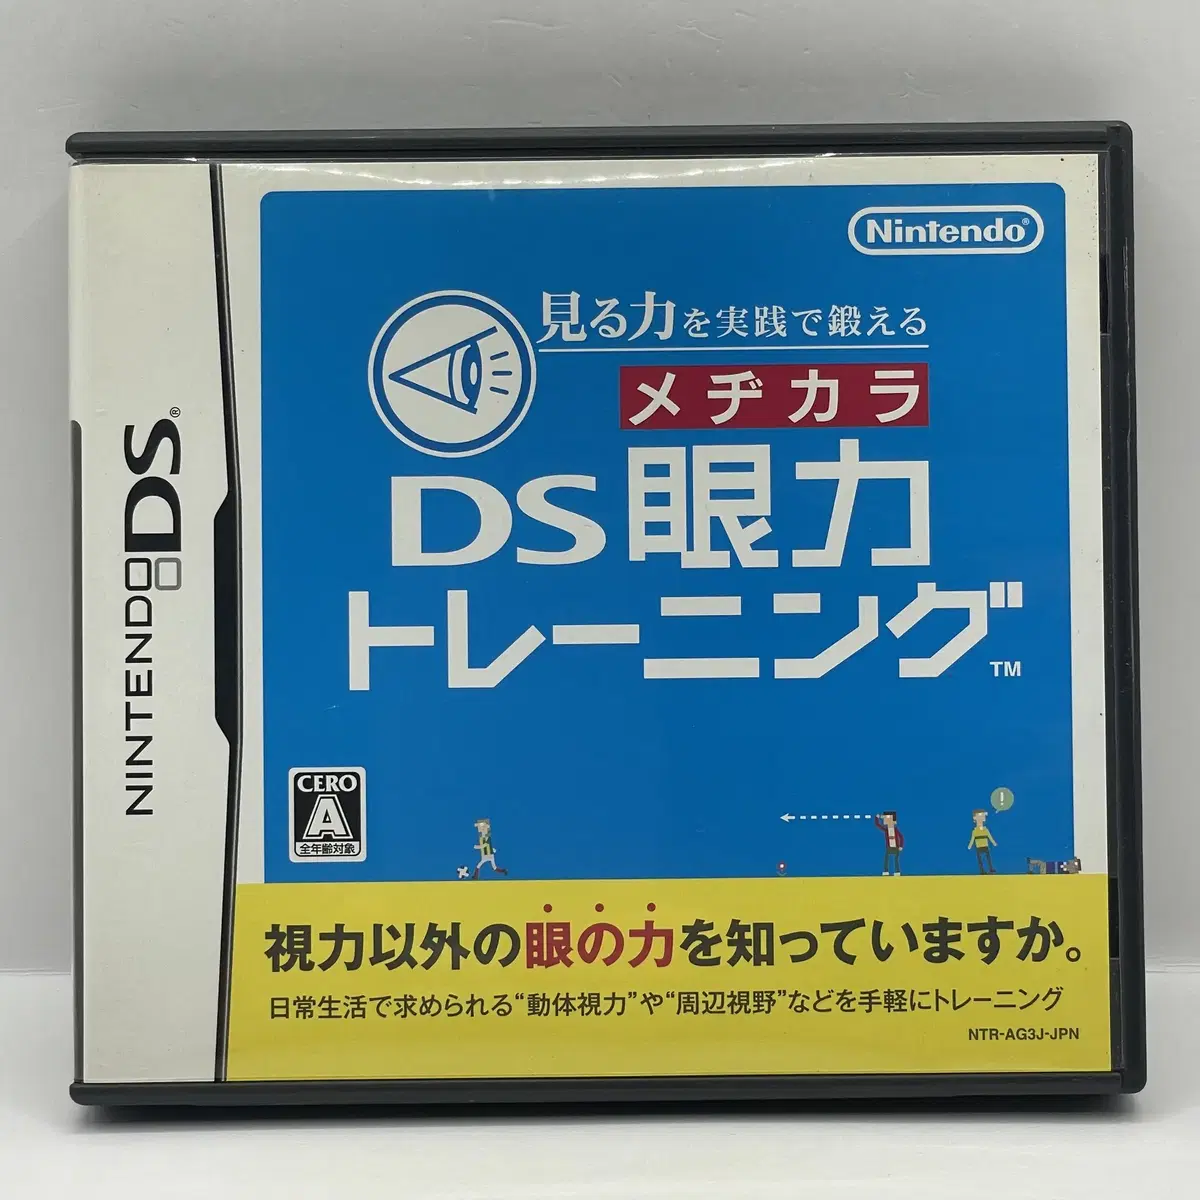 Nintendo®
見る力を実践で鍛える
メヂカラ
DS眼力
トレーニング™
NINTENDO DS®
CERO
A
全年齢対象
!
視力以外の眼の力を知っていますか。
日常生活で求められる“動体視力”や“周辺視野”などを手軽にトレーニング
NTR-AG3J-JPN